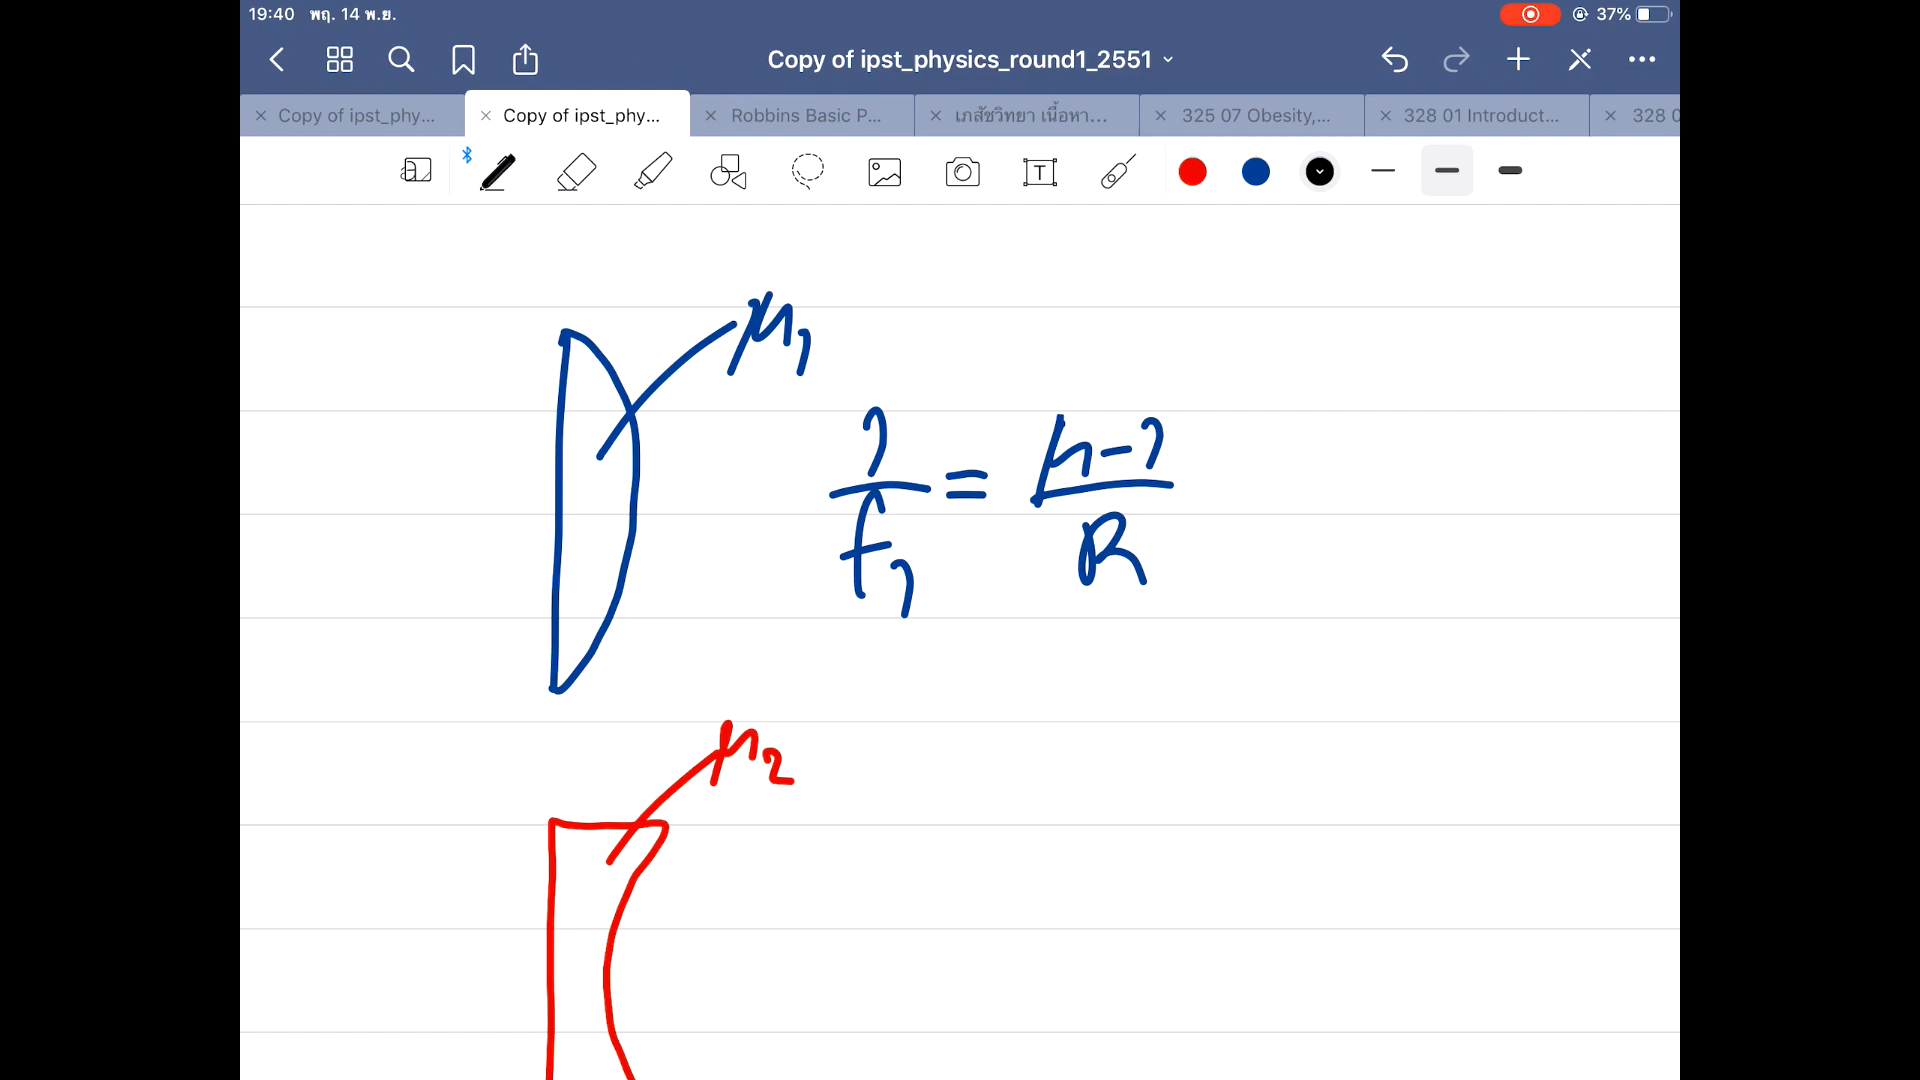 19:40 พฤ. 14 พ.ย. 37%
Copy of ipst_physics_round1_2551
Copy of ipst_phy... Copy of ipst_phy... Robbins Basic P... เภสัชวิทยา เนื้อหา... 325 07 Obesity,... 328 01 Introduct... 328 0
μ1
1/f1 = μ-1/R
μ2